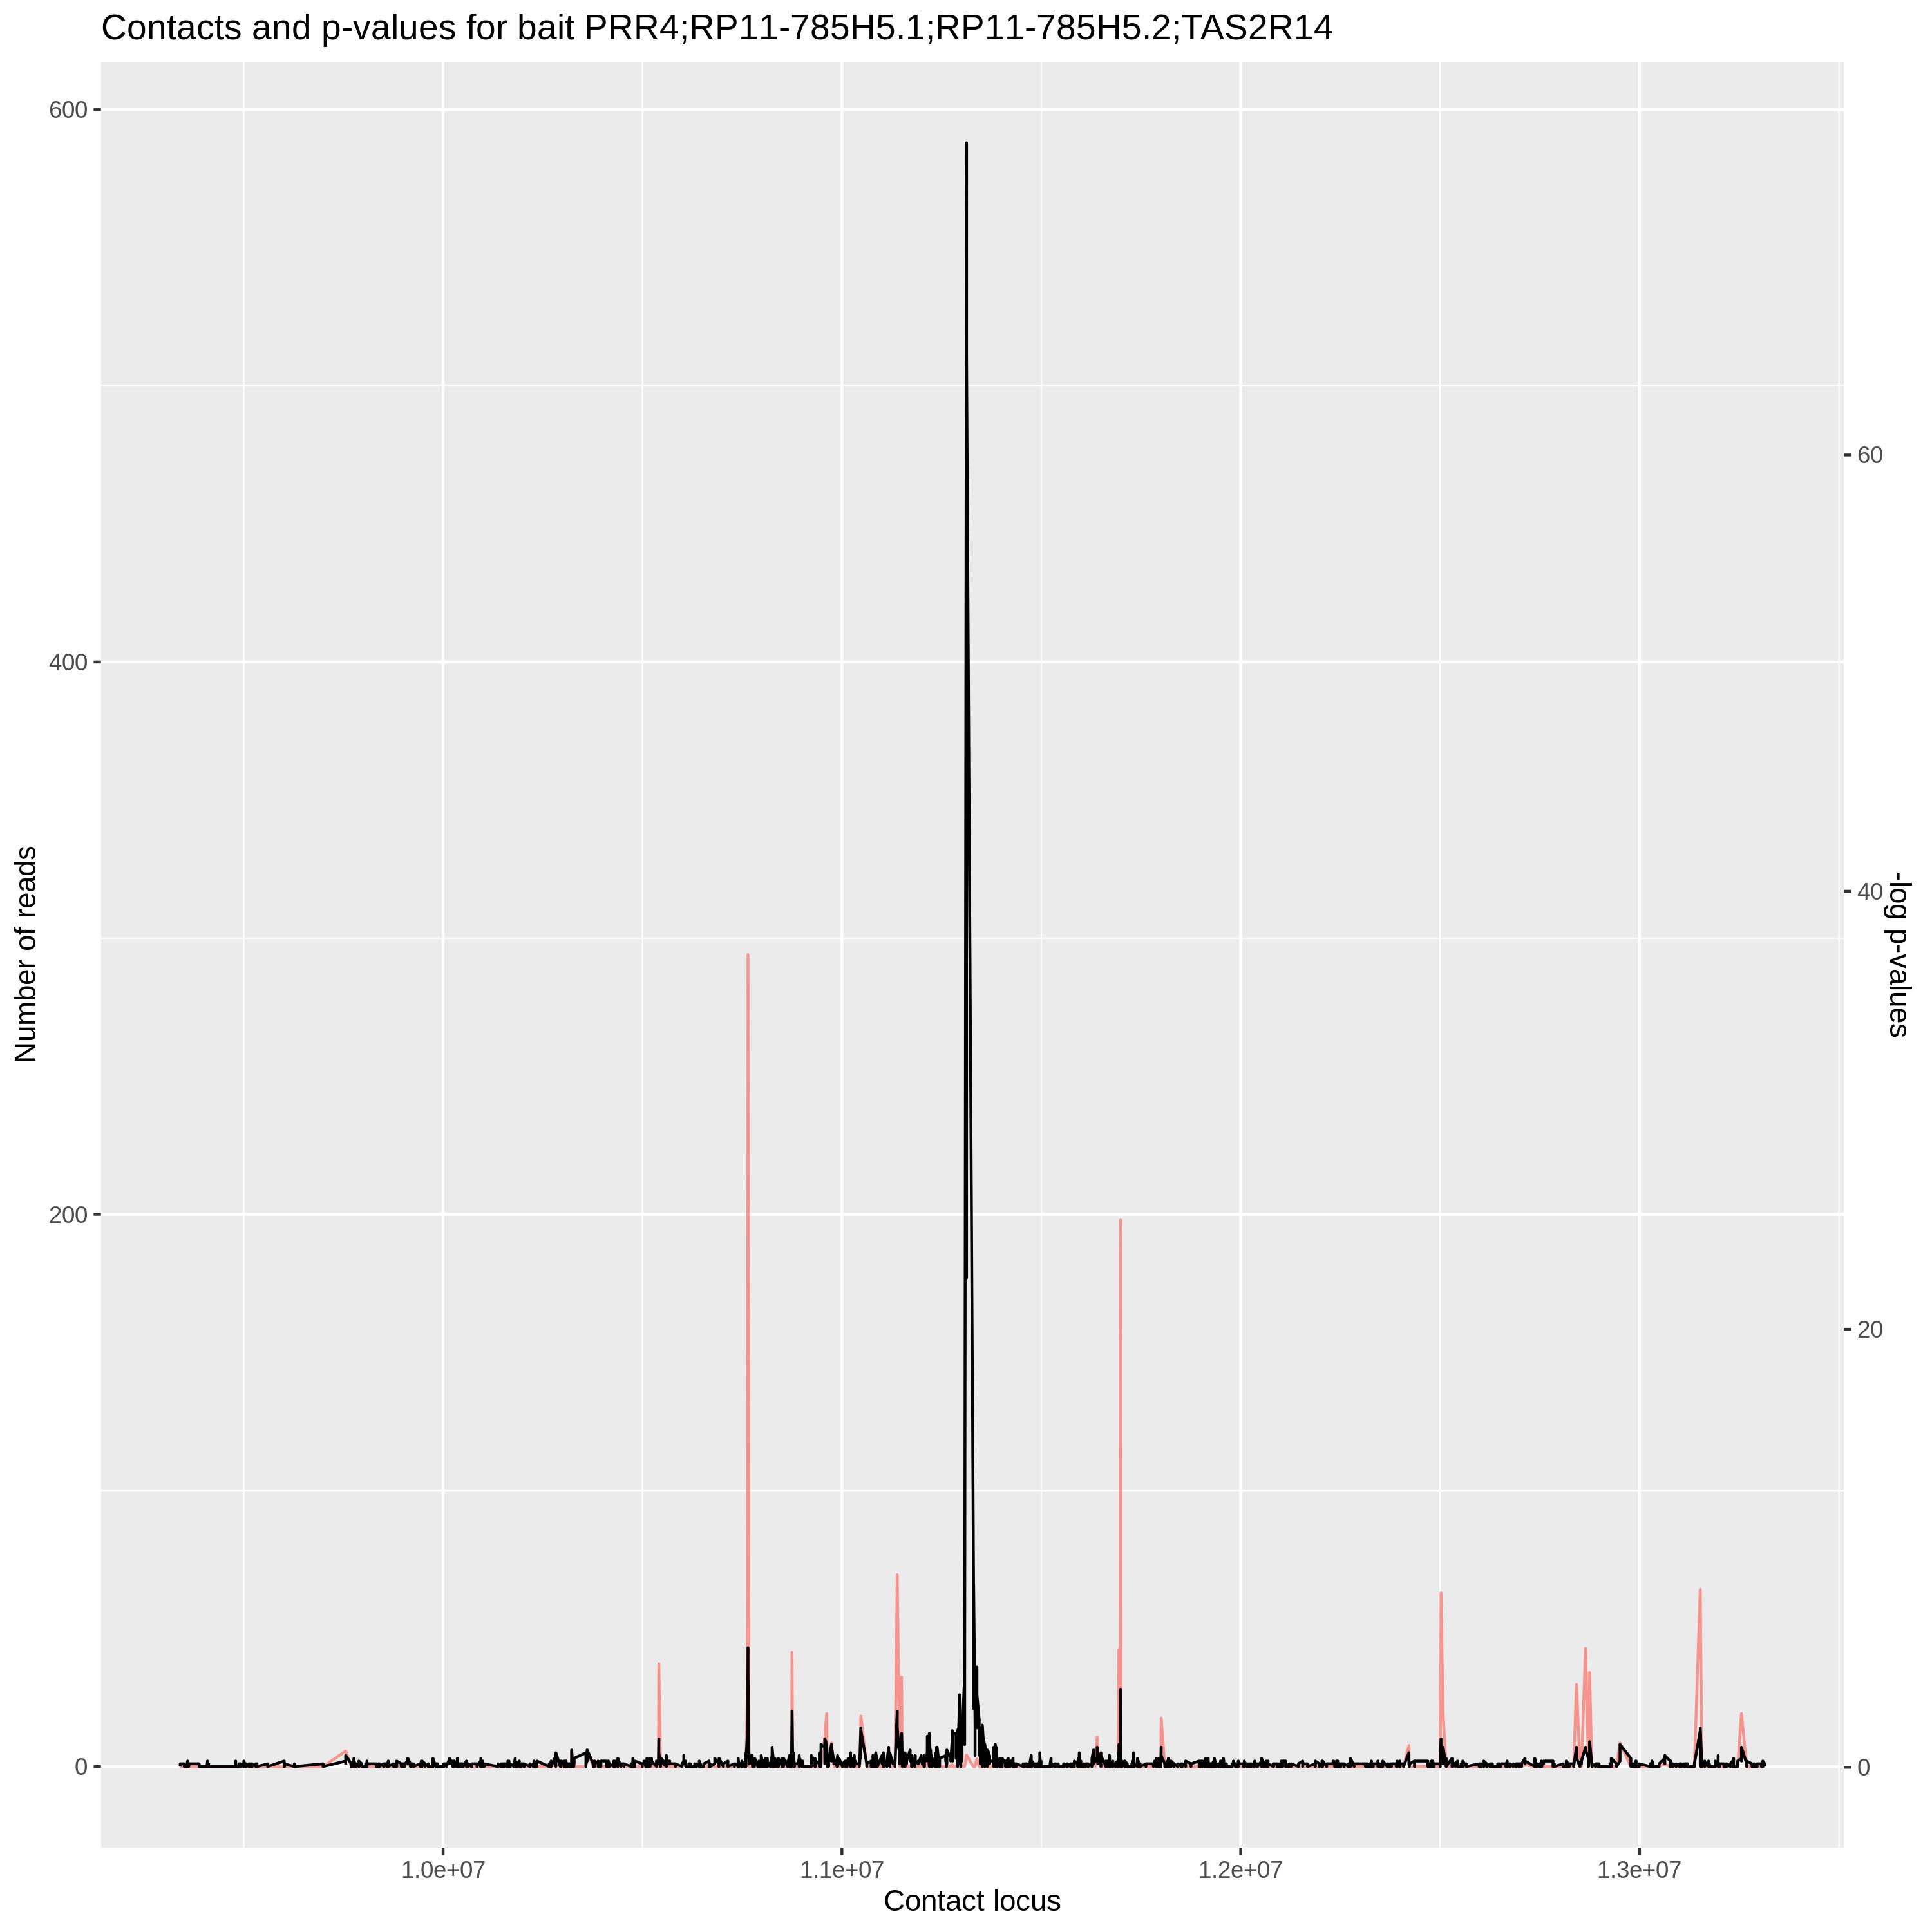 Contacts and p-values for bait PRR4;RP11-785H5.1;RP11-785H5.2;TAS2R14
600
400
200
0
Number of reads
60
40
20
0
-log p-values
1.0e+07
1.1e+07
1.2e+07
1.3e+07
Contact locus